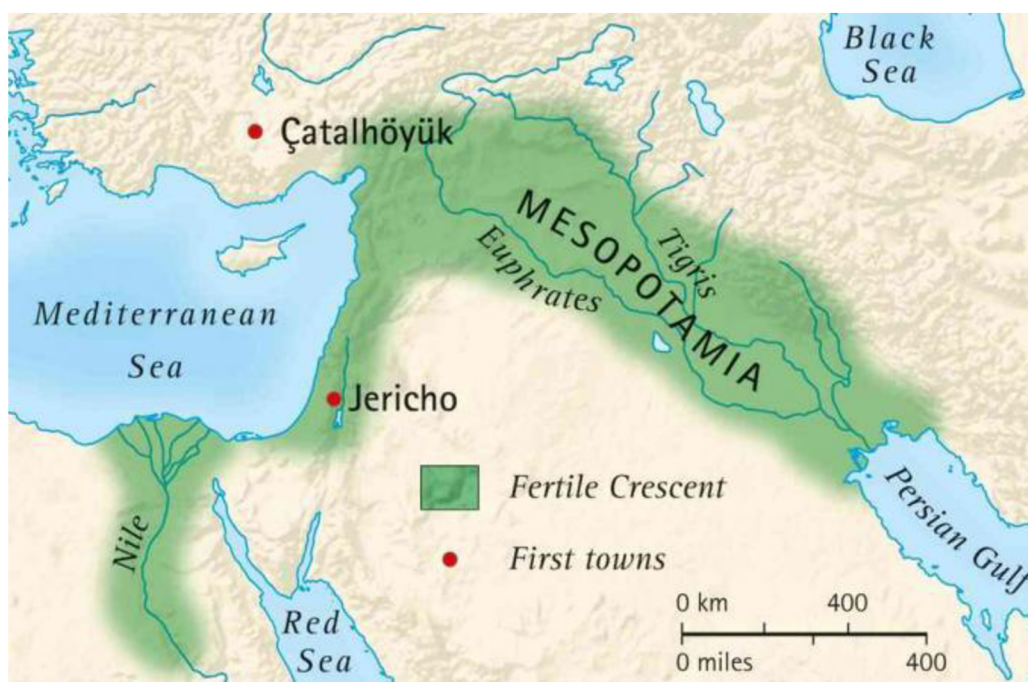 Black
Sea
Çatalhöyük
MESOPOTAMIA
Tigris
Euphrates
Mediterranean
Sea
Jericho
Fertile Crescent
Persian Gulf
Nile
First towns
Red
Sea
0 km 400
0 miles 400